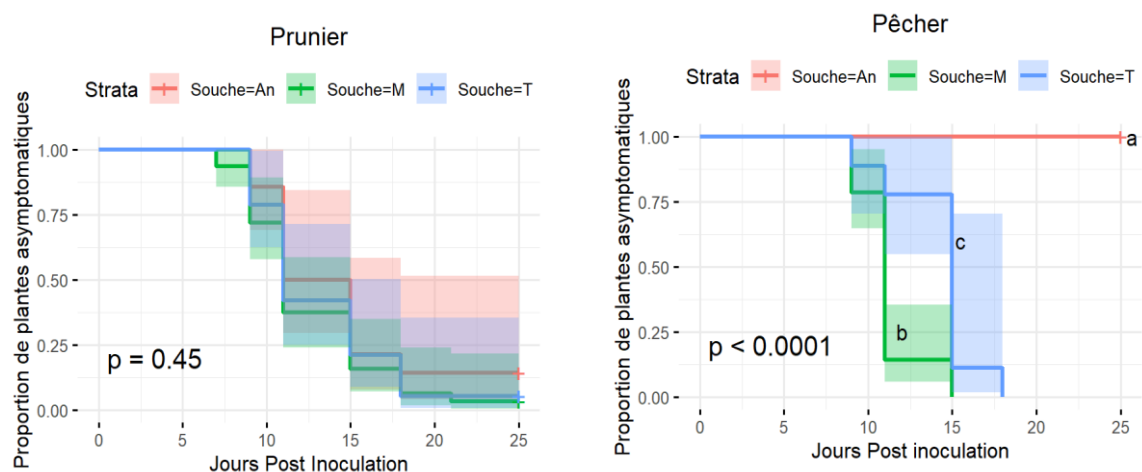 Prunier
Strata Souche=An Souche=M Souche=T
Proportion de plantes asymptomatiques
1.00
0.75
0.50
0.25
0.00
p = 0.45
0 5 10 15 20 25
Jours Post Inoculation
Pêcher
Strata Souche=An Souche=M Souche=T
Proportion de plantes asymptomatiques
1.00
0.75
0.50
0.25
0.00
a
c
b
p < 0.0001
0 5 10 15 20 25
Jours Post inoculation